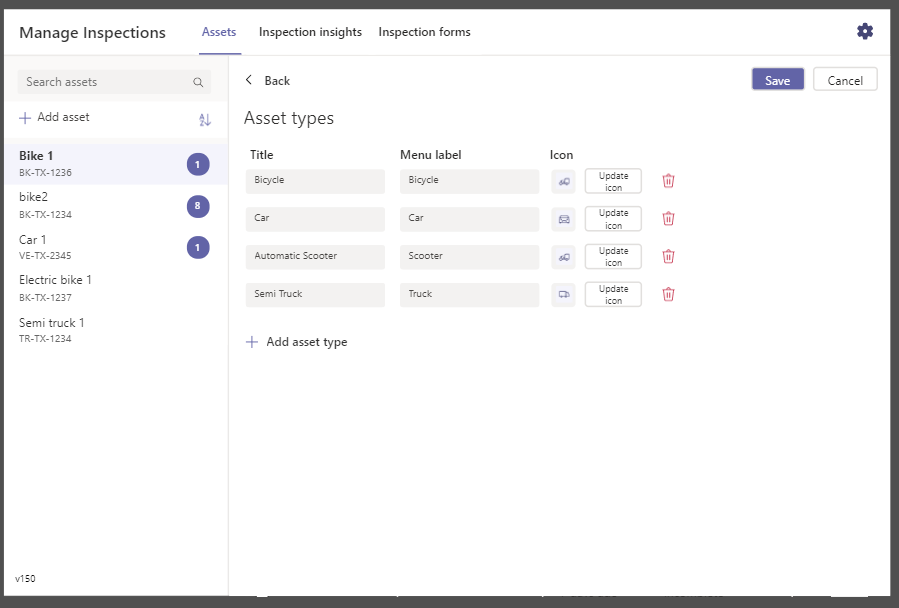 Manage Inspections
Assets
Inspection insights
Inspection forms
Search assets
Add asset
Bike 1
BK-TX-1236
1
bike2
BK-TX-1234
8
Car 1
VE-TX-2345
1
Electric bike 1
BK-TX-1237
Semi truck 1
TR-TX-1234
v150
Back
Save
Cancel
Asset types
Title
Menu label
Icon
Bicycle
Bicycle
Update
icon
Car
Car
Update
icon
Automatic Scooter
Scooter
Update
icon
Semi Truck
Truck
Update
icon
Add asset type